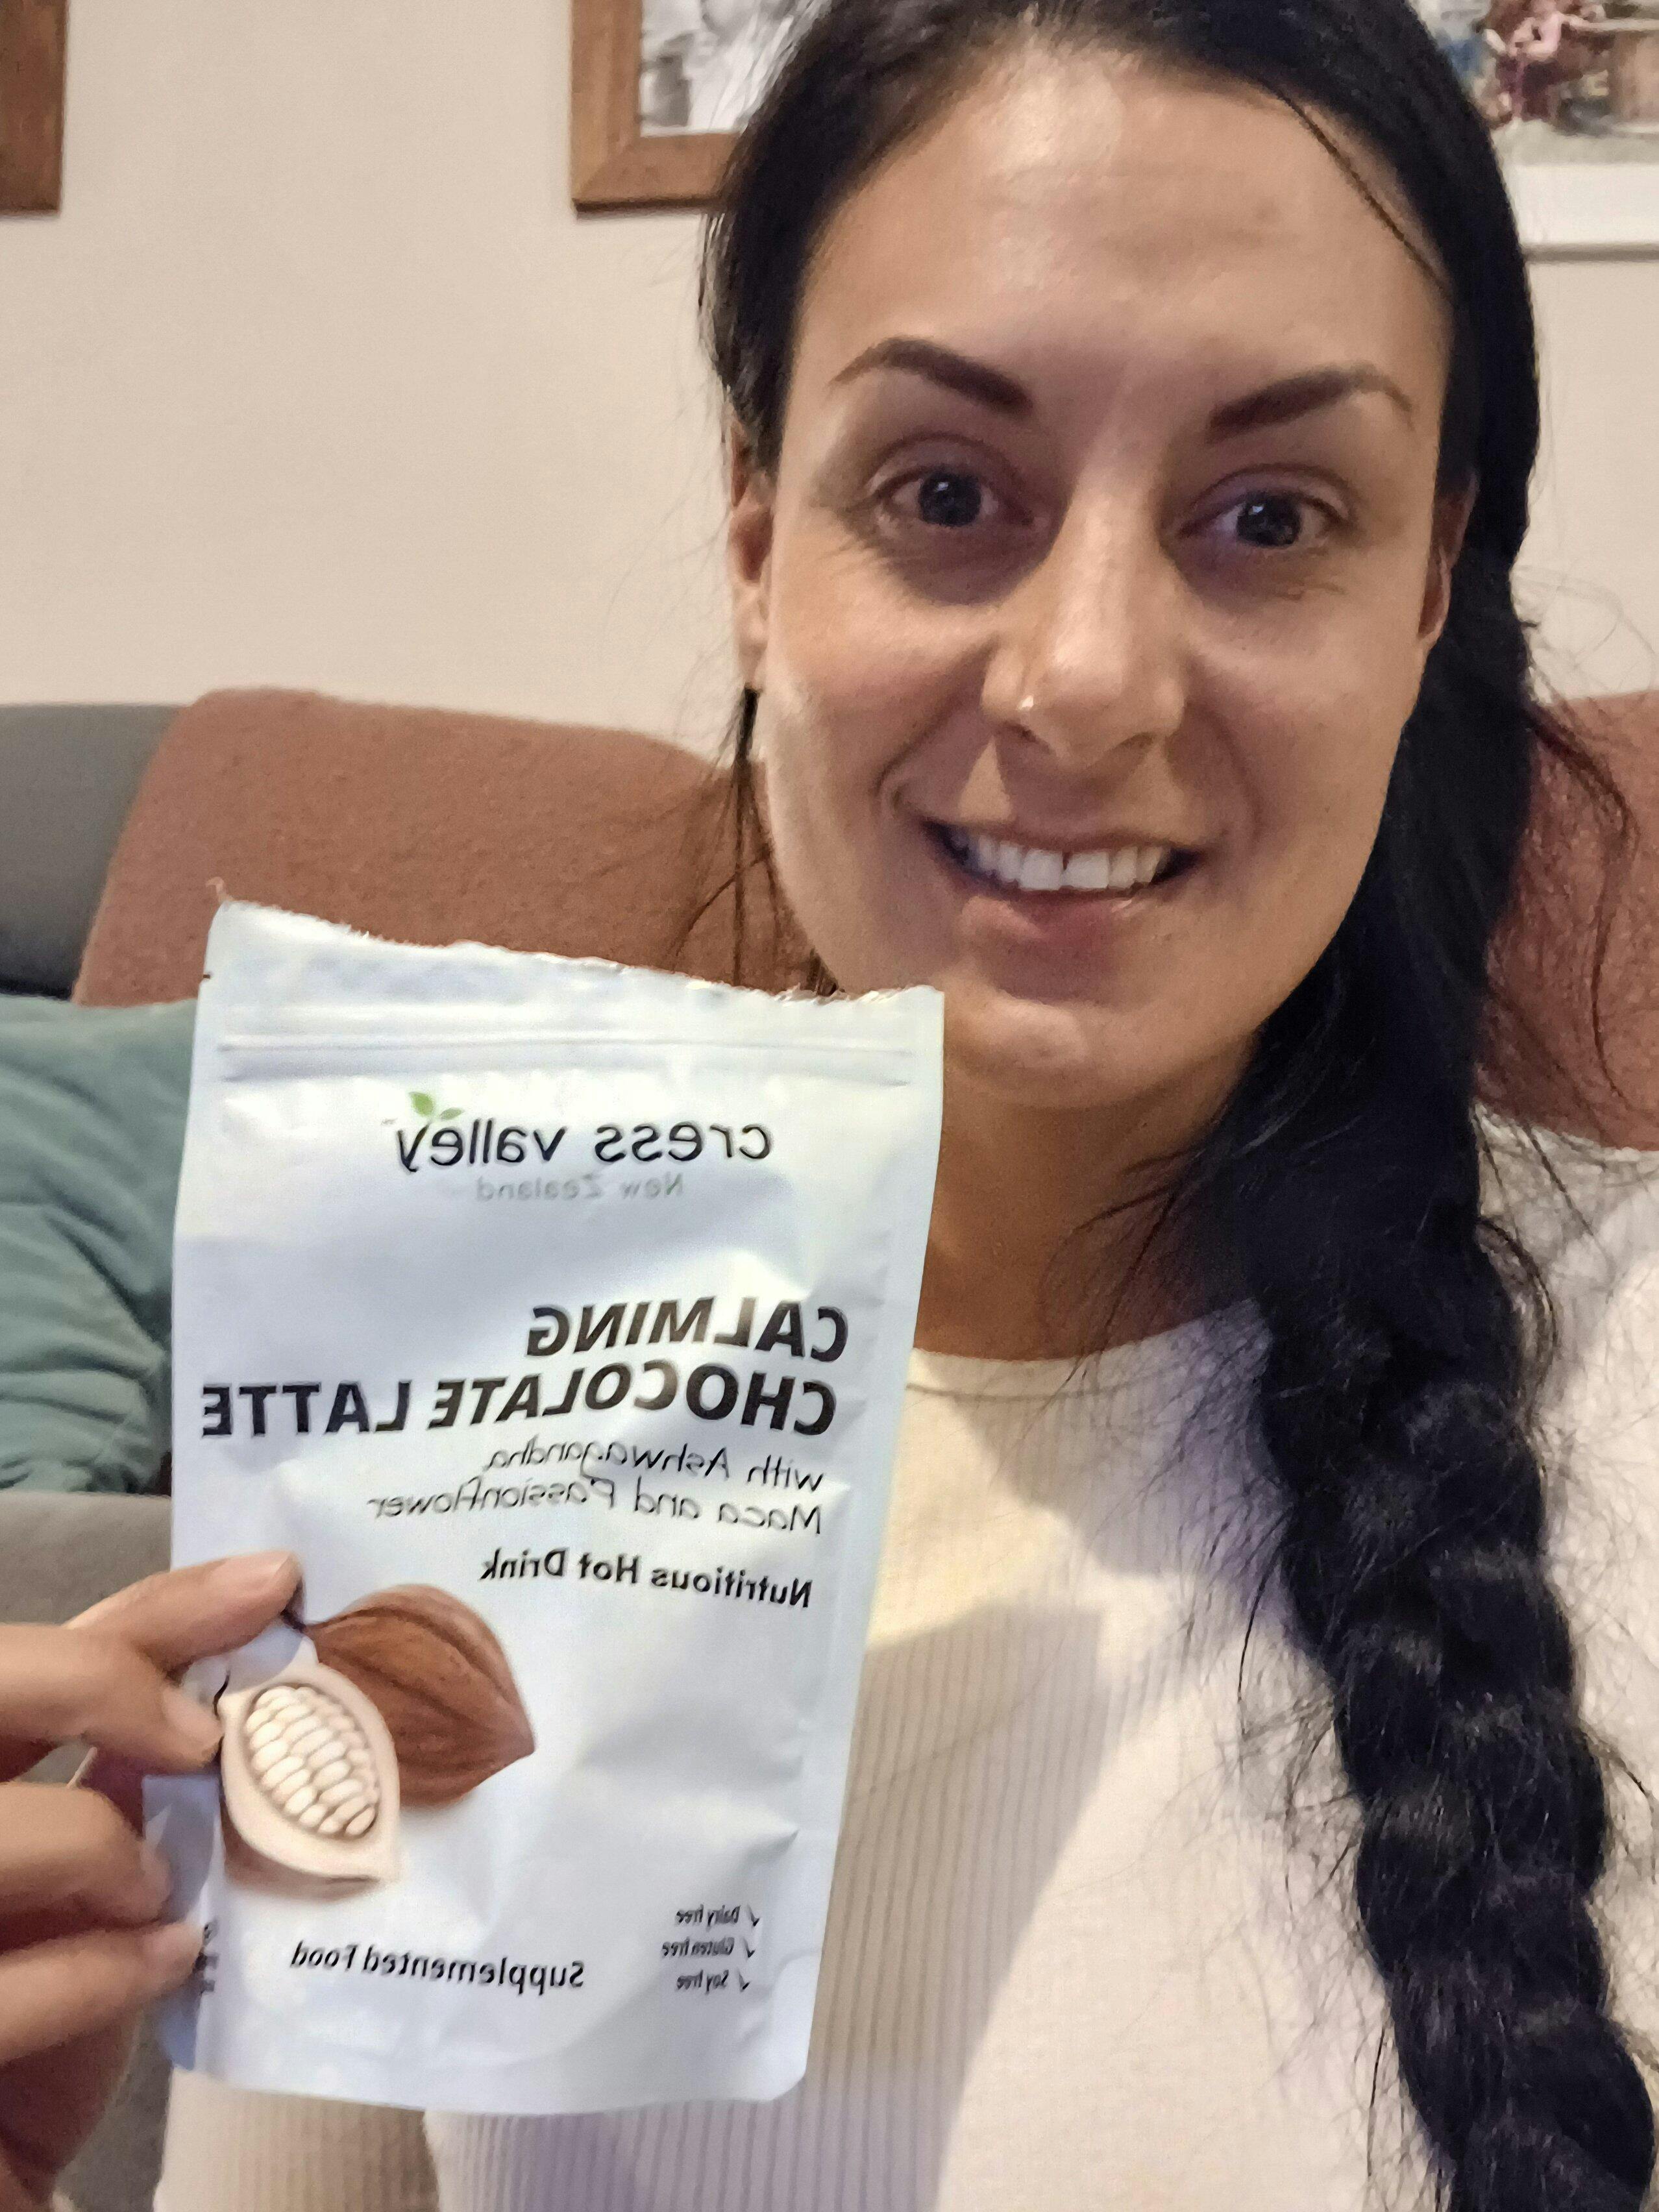 cress valley
New Zealand
CALMING
CHOCOLATE LATTE
with Ashwagandha,
Maca and Passionflower
Nutritious Hot Drink
✓ Dairy free
✓ Gluten free
✓ Soy free
Supplemented Food